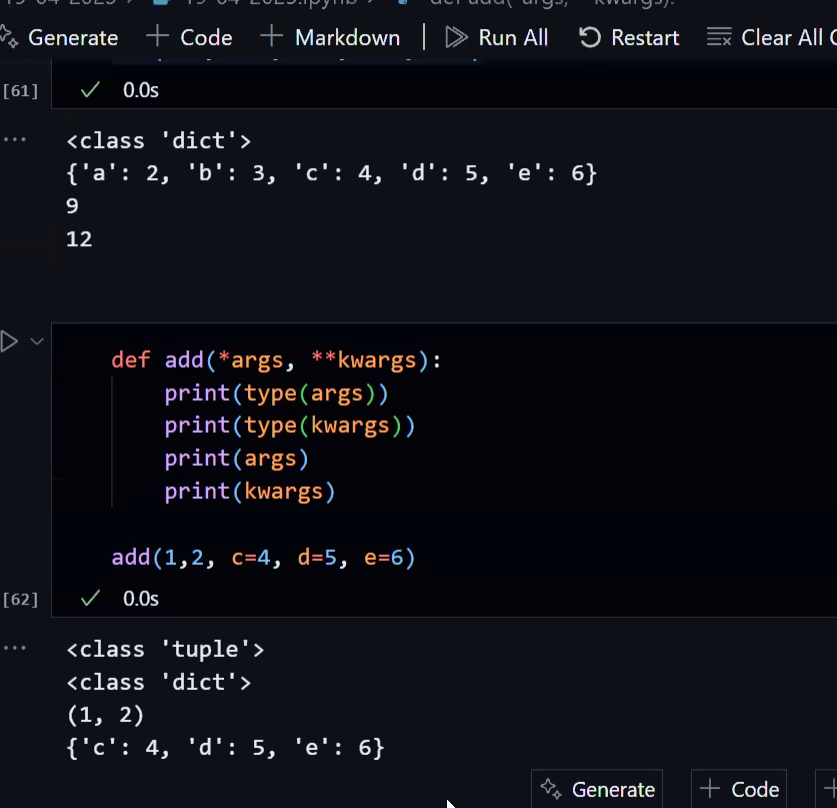 Generate + Code + Markdown | Run All Restart Clear All
[61] 0.0s
<class 'dict'>
{'a': 2, 'b': 3, 'c': 4, 'd': 5, 'e': 6}
9
12
def add(*args, **kwargs):
print(type(args))
print(type(kwargs))
print(args)
print(kwargs)
add(1,2, c=4, d=5, e=6)
[62] 0.0s
<class 'tuple'>
<class 'dict'>
(1, 2)
{'c': 4, 'd': 5, 'e': 6}
Generate + Code +